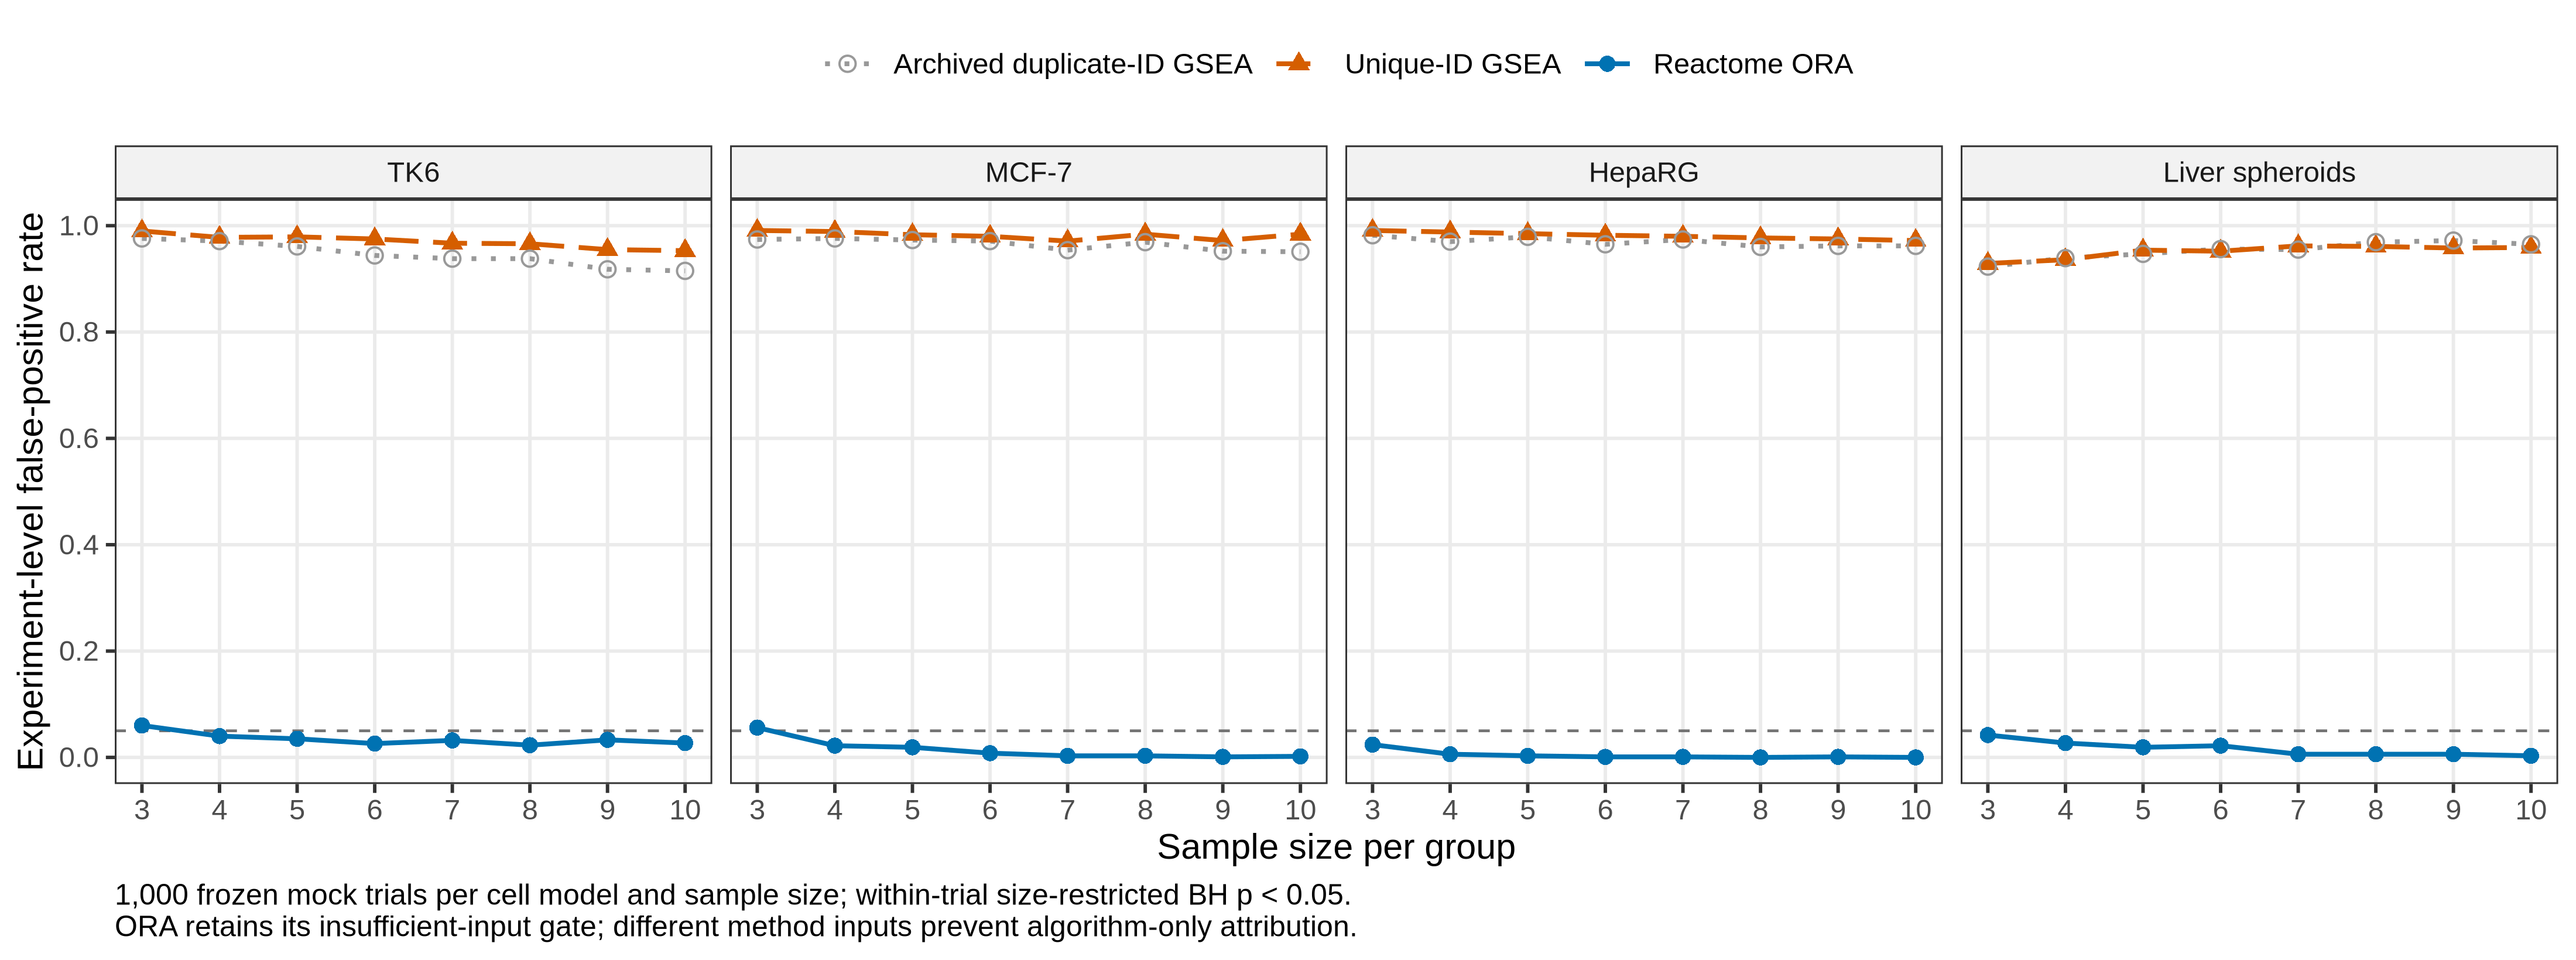 Archived duplicate-ID GSEA Unique-ID GSEA Reactome ORA
TK6 MCF-7 HepaRG Liver spheroids
Experiment-level false-positive rate
1.0
0.8
0.6
0.4
0.2
0.0
3 4 5 6 7 8 9 10 3 4 5 6 7 8 9 10 3 4 5 6 7 8 9 10 3 4 5 6 7 8 9 10
Sample size per group
1,000 frozen mock trials per cell model and sample size; within-trial size-restricted BH p < 0.05.
ORA retains its insufficient-input gate; different method inputs prevent algorithm-only attribution.